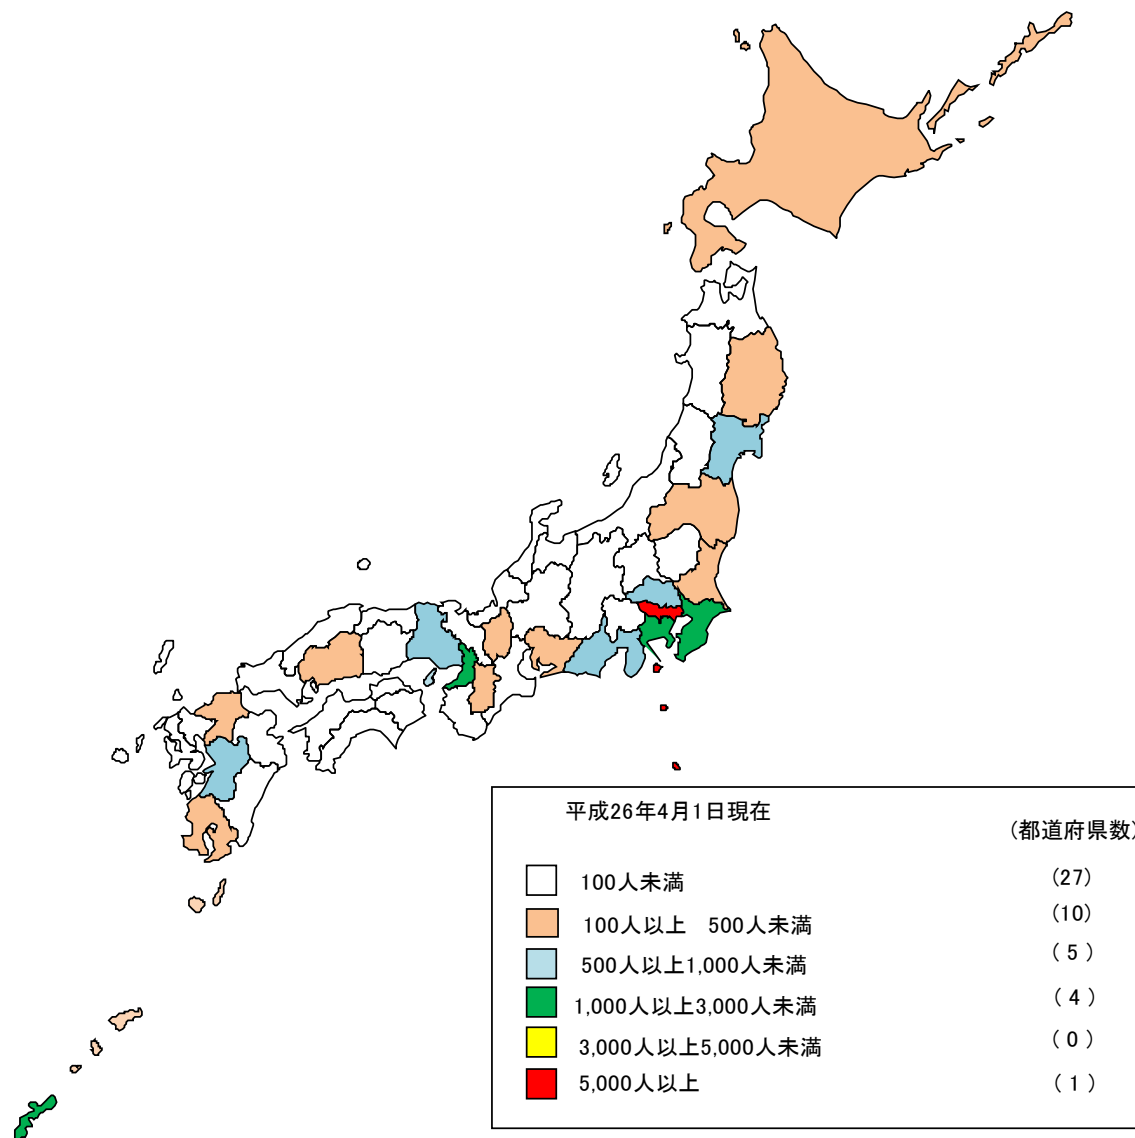 平成26年4月1日現在
(都道府県数)
100人未満 (27)
100人以上 500人未満 (10)
500人以上1,000人未満 ( 5 )
1,000人以上3,000人未満 ( 4 )
3,000人以上5,000人未満 ( 0 )
5,000人以上 ( 1 )